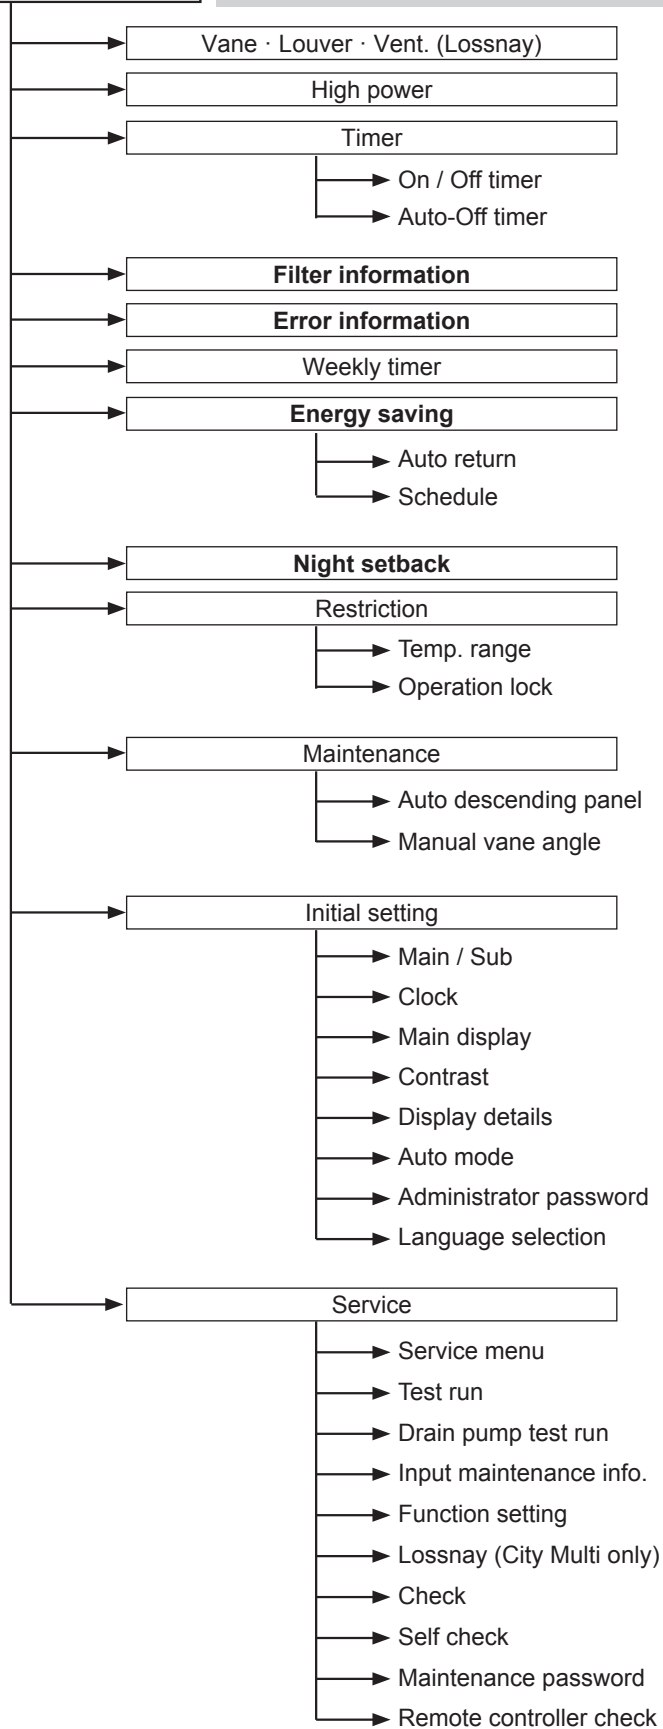 Vane · Louver · Vent. (Lossnay)
High power
Timer
On / Off timer
Auto-Off timer
Filter information
Error information
Weekly timer
Energy saving
Auto return
Schedule
Night setback
Restriction
Temp. range
Operation lock
Maintenance
Auto descending panel
Manual vane angle
Initial setting
Main / Sub
Clock
Main display
Contrast
Display details
Auto mode
Administrator password
Language selection
Service
Service menu
Test run
Drain pump test run
Input maintenance info.
Function setting
Lossnay (City Multi only)
Check
Self check
Maintenance password
Remote controller check